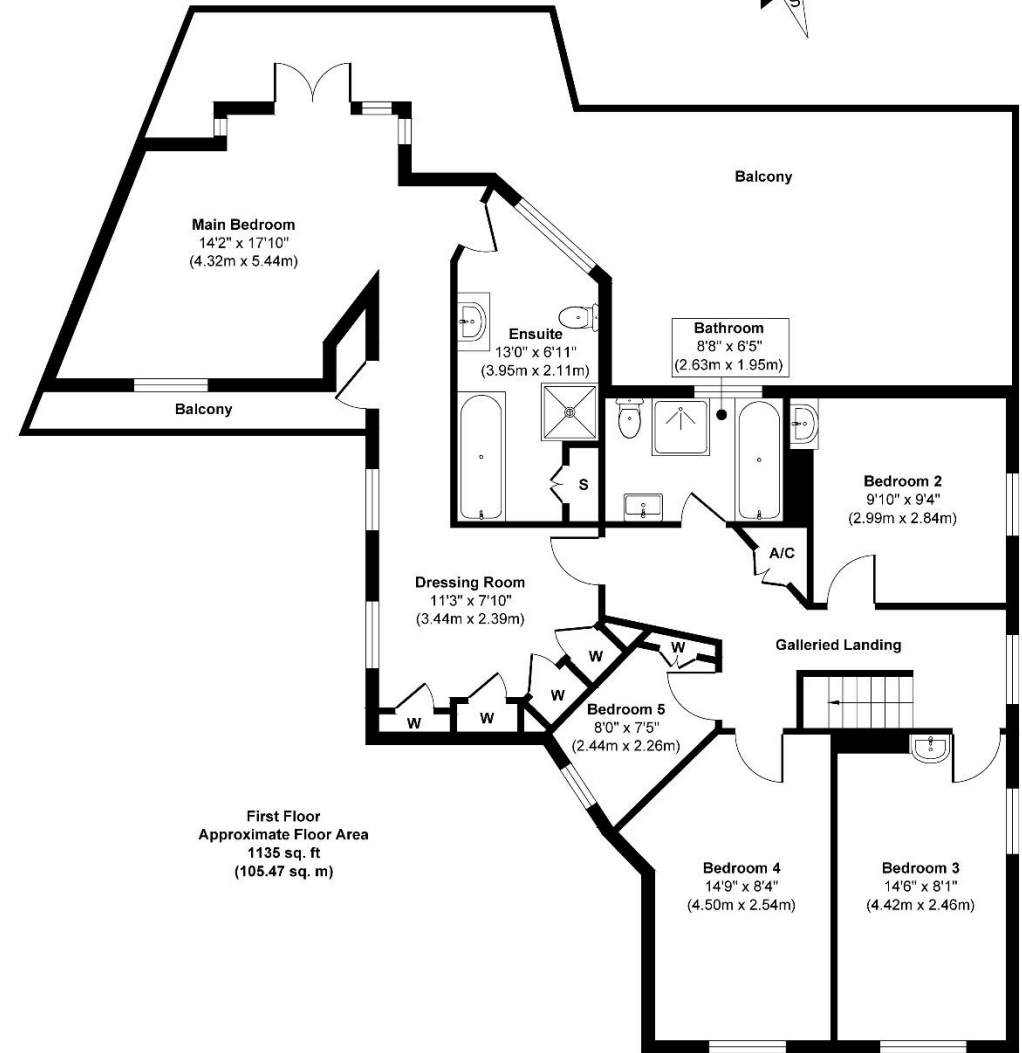 S
Balcony
Main Bedroom
14'2" x 17'10"
(4.32m x 5.44m)
Bathroom
8'8" x 6'5"
(2.63m x 1.95m)
Ensuite
13'0" x 6'11"
(3.95m x 2.11m)
Balcony
Bedroom 2
9'10" x 9'4"
(2.99m x 2.84m)
S
A/C
Dressing Room
11'3" x 7'10"
(3.44m x 2.39m)
Galleried Landing
W
W
W
W
W
Bedroom 5
8'0" x 7'5"
(2.44m x 2.26m)
First Floor
Approximate Floor Area
1135 sq. ft
(105.47 sq. m)
Bedroom 4
14'9" x 8'4"
(4.50m x 2.54m)
Bedroom 3
14'6" x 8'1"
(4.42m x 2.46m)